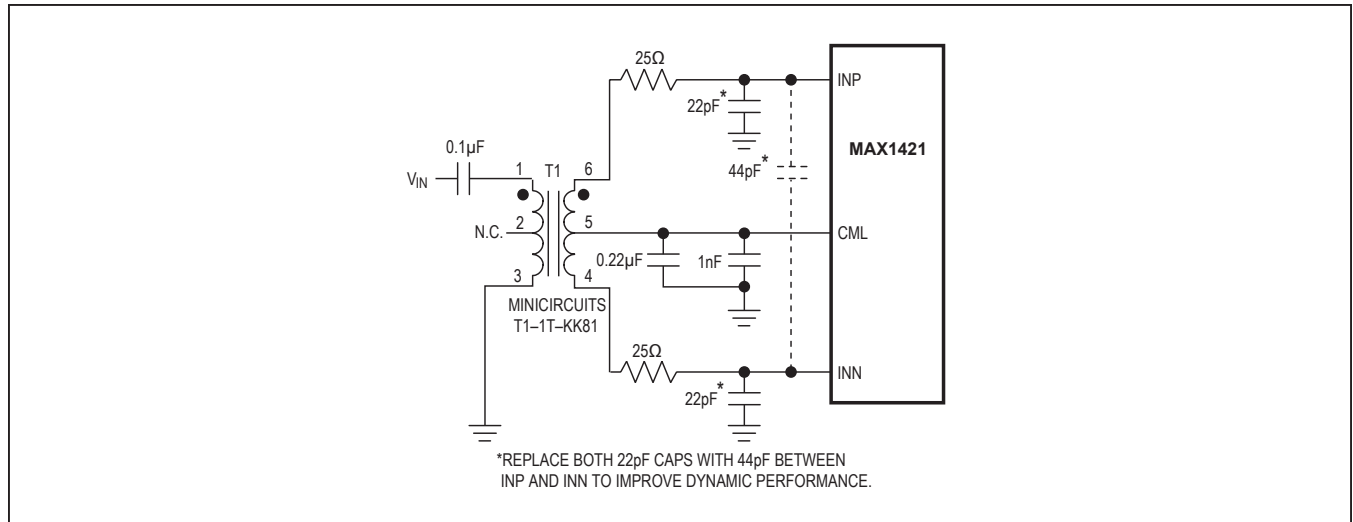 25Ω
INP
22pF*
MAX1421
0.1µF
44pF*
1 T1 6
VIN
N.C. 2 5
CML
0.22µF 1nF
3 4
MINICIRCUITS
T1–1T–KK81
25Ω
INN
22pF*
*REPLACE BOTH 22pF CAPS WITH 44pF BETWEEN
INP AND INN TO IMPROVE DYNAMIC PERFORMANCE.